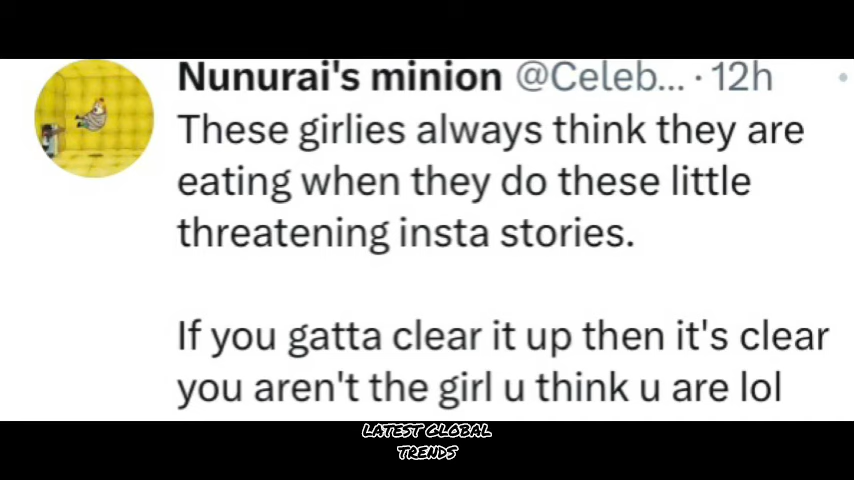 Nunurai's minion @Celeb... · 12h
These girlies always think they are
eating when they do these little
threatening insta stories.
If you gatta clear it up then it's clear
you aren't the girl u think u are lol
LATEST GLOBAL
TRENDS